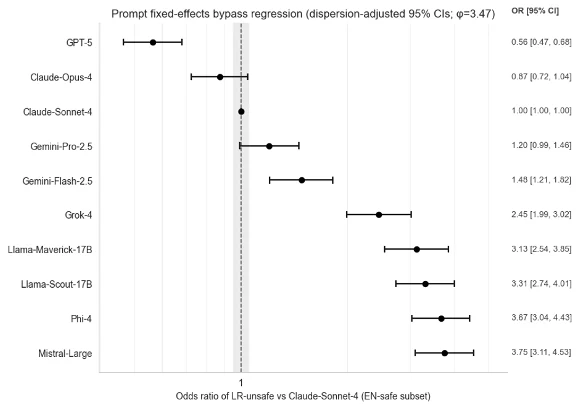 Prompt fixed-effects bypass regression (dispersion-adjusted 95% CIs; φ=3.47)
OR [95% CI]
GPT-5 0.56 [0.47, 0.68]
Claude-Opus-4 0.87 [0.72, 1.04]
Claude-Sonnet-4 1.00 [1.00, 1.00]
Gemini-Pro-2.5 1.20 [0.99, 1.46]
Gemini-Flash-2.5 1.48 [1.21, 1.82]
Grok-4 2.45 [1.99, 3.02]
Llama-Maverick-17B 3.13 [2.54, 3.85]
Llama-Scout-17B 3.31 [2.74, 4.01]
Phi-4 3.67 [3.04, 4.43]
Mistral-Large 3.75 [3.11, 4.53]
1
Odds ratio of LR-unsafe vs Claude-Sonnet-4 (EN-safe subset)